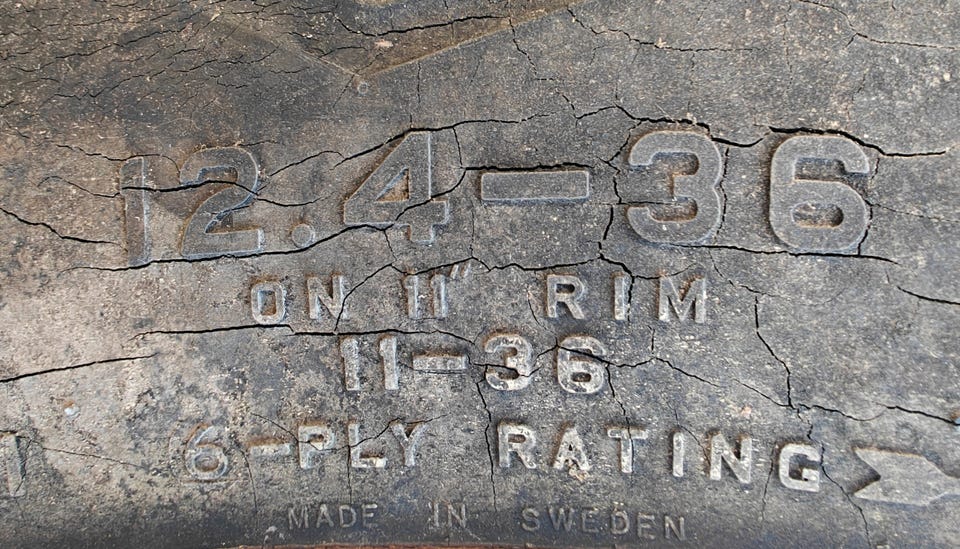 12.4-36
ON 11" RIM
11-36
6-PLY RATING
MADE IN SWEDEN